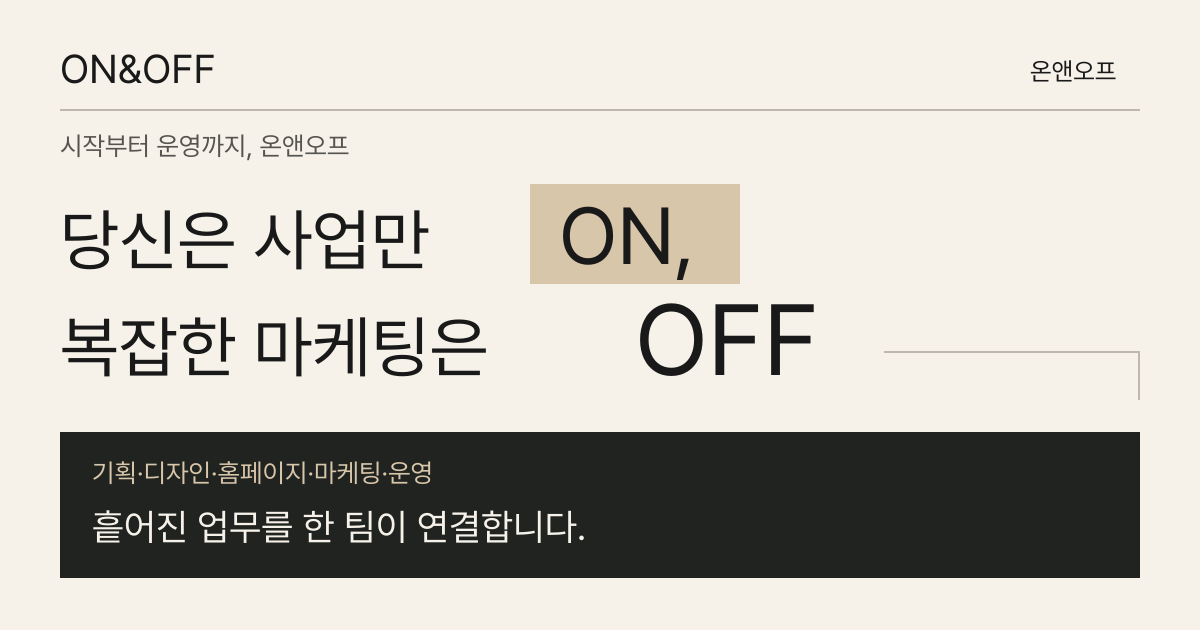 ON&OFF
온앤오프
시작부터 운영까지, 온앤오프
당신은 사업만 ON,
복잡한 마케팅은 OFF
기획·디자인·홈페이지·마케팅·운영
흩어진 업무를 한 팀이 연결합니다.